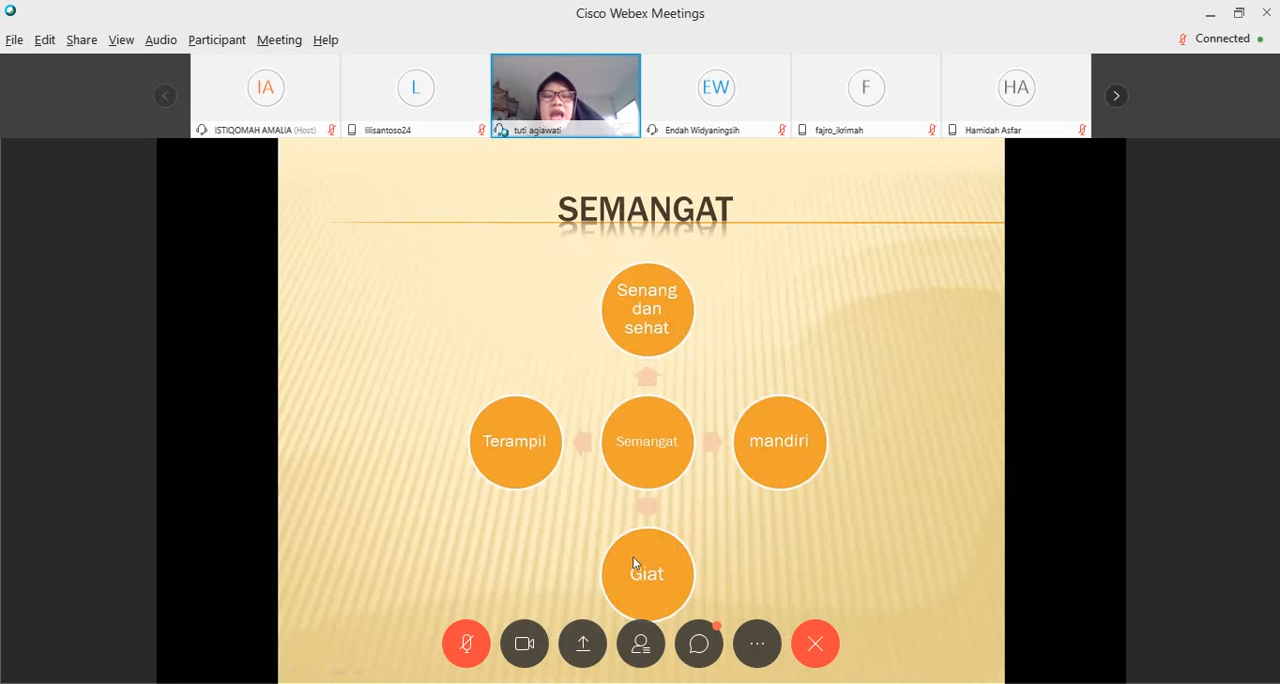 Cisco Webex Meetings
File Edit Share View Audio Participant Meeting Help
Connected
IA
L
EW
F
HA
ISTIQOMAH AMALIA (Host)
lilisantoso24
tuti agiawati
Endah Widyaningsih
fajro_ikrimah
Hamidah Asfar
SEMANGAT
Senang
dan
sehat
Terampil
Semangat
mandiri
Giat